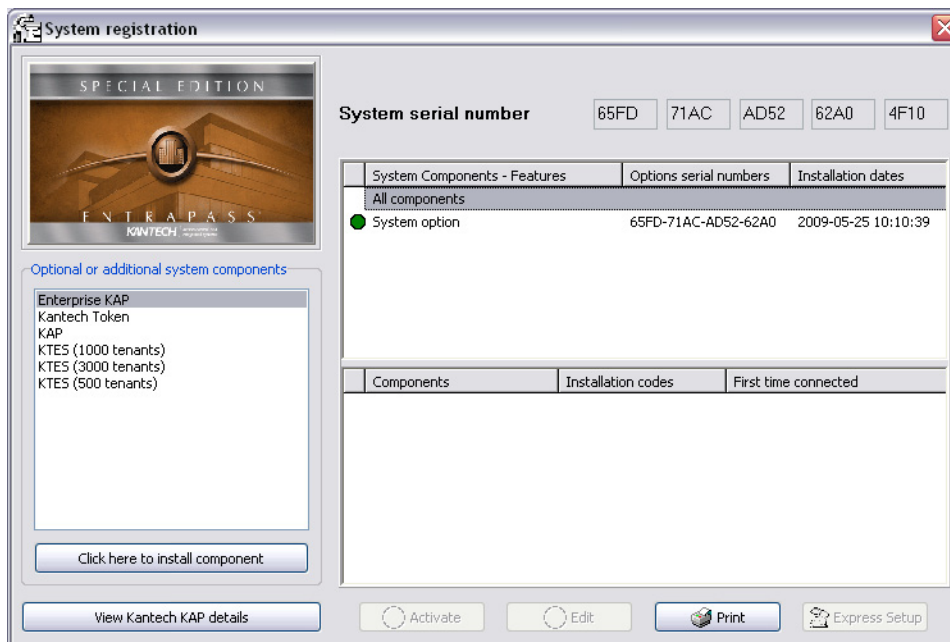 System registration
SPECIAL EDITION
ENTRAPASS
KANTECH
System serial number 65FD 71AC AD52 62A0 4F10
System Components - Features Options serial numbers Installation dates
All components
System option 65FD-71AC-AD52-62A0 2009-05-25 10:10:39
Optional or additional system components
Enterprise KAP
Kantech Token
KAP
KTES (1000 tenants)
KTES (3000 tenants)
KTES (500 tenants)
Components Installation codes First time connected
Click here to install component
View Kantech KAP details
Activate Edit Print Express Setup